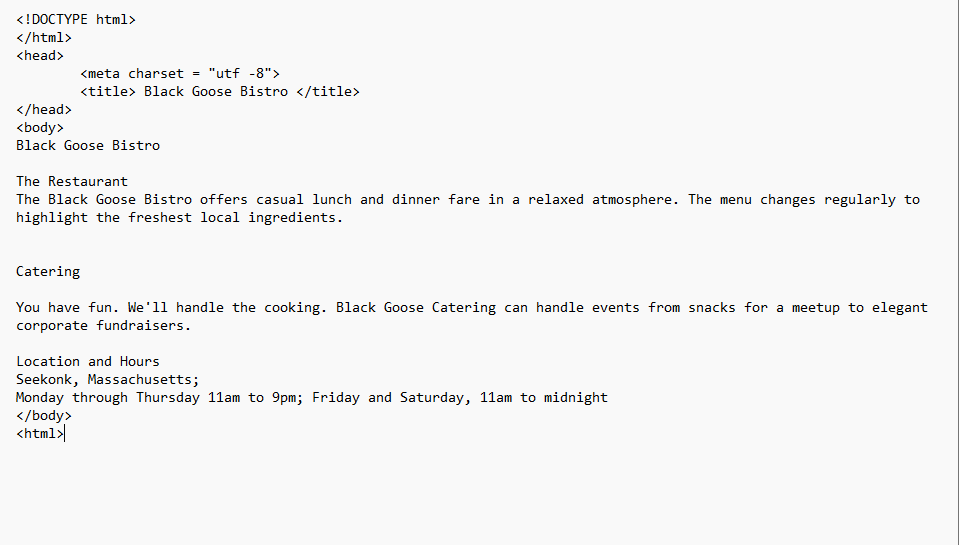 <!DOCTYPE html>
</html>
<head>
	<meta charset = "utf -8">
	<title> Black Goose Bistro </title>
</head>
<body>
Black Goose Bistro

The Restaurant
The Black Goose Bistro offers casual lunch and dinner fare in a relaxed atmosphere. The menu changes regularly to
highlight the freshest local ingredients.


Catering

You have fun. We'll handle the cooking. Black Goose Catering can handle events from snacks for a meetup to elegant
corporate fundraisers.

Location and Hours
Seekonk, Massachusetts;
Monday through Thursday 11am to 9pm; Friday and Saturday, 11am to midnight
</body>
<html>